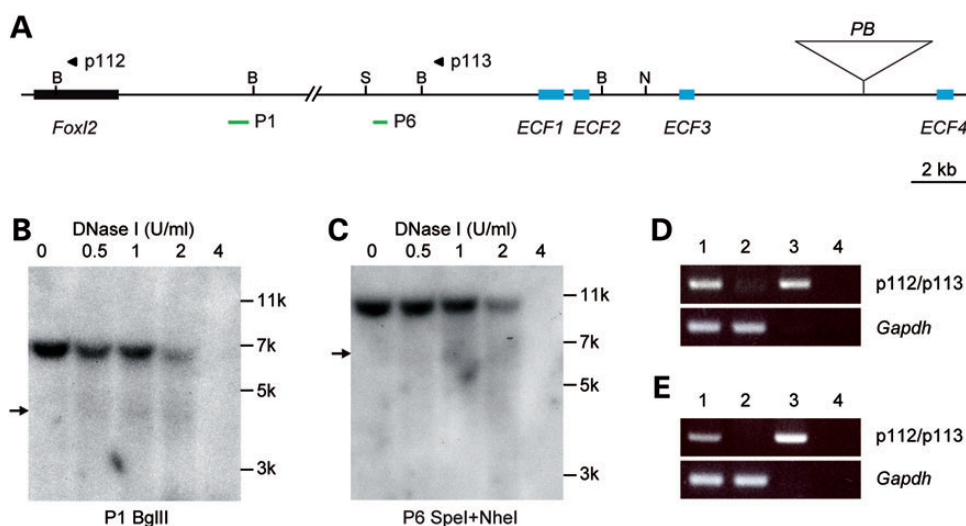 A
PB
p112
p113
B B S B B N
Foxl2 P1 P6 ECF1 ECF2 ECF3 ECF4
2 kb
B
DNase I (U/ml)
0 0.5 1 2 4
11k
7k
5k
3k
P1 BglII
C
DNase I (U/ml)
0 0.5 1 2 4
11k
7k
5k
3k
P6 SpeI+NheI
D
1 2 3 4
p112/p113
Gapdh
E
1 2 3 4
p112/p113
Gapdh